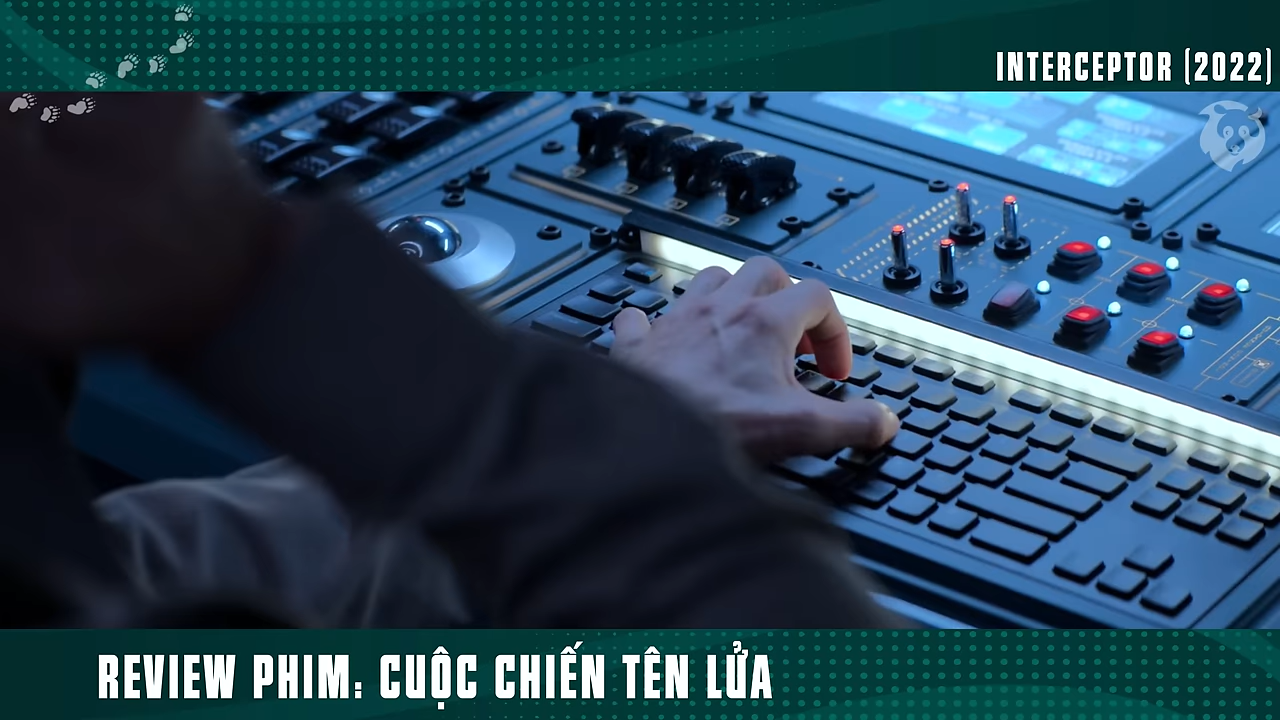 INTERCEPTOR (2022)
REVIEW PHIM: CUỘC CHIẾN TÊN LỬA